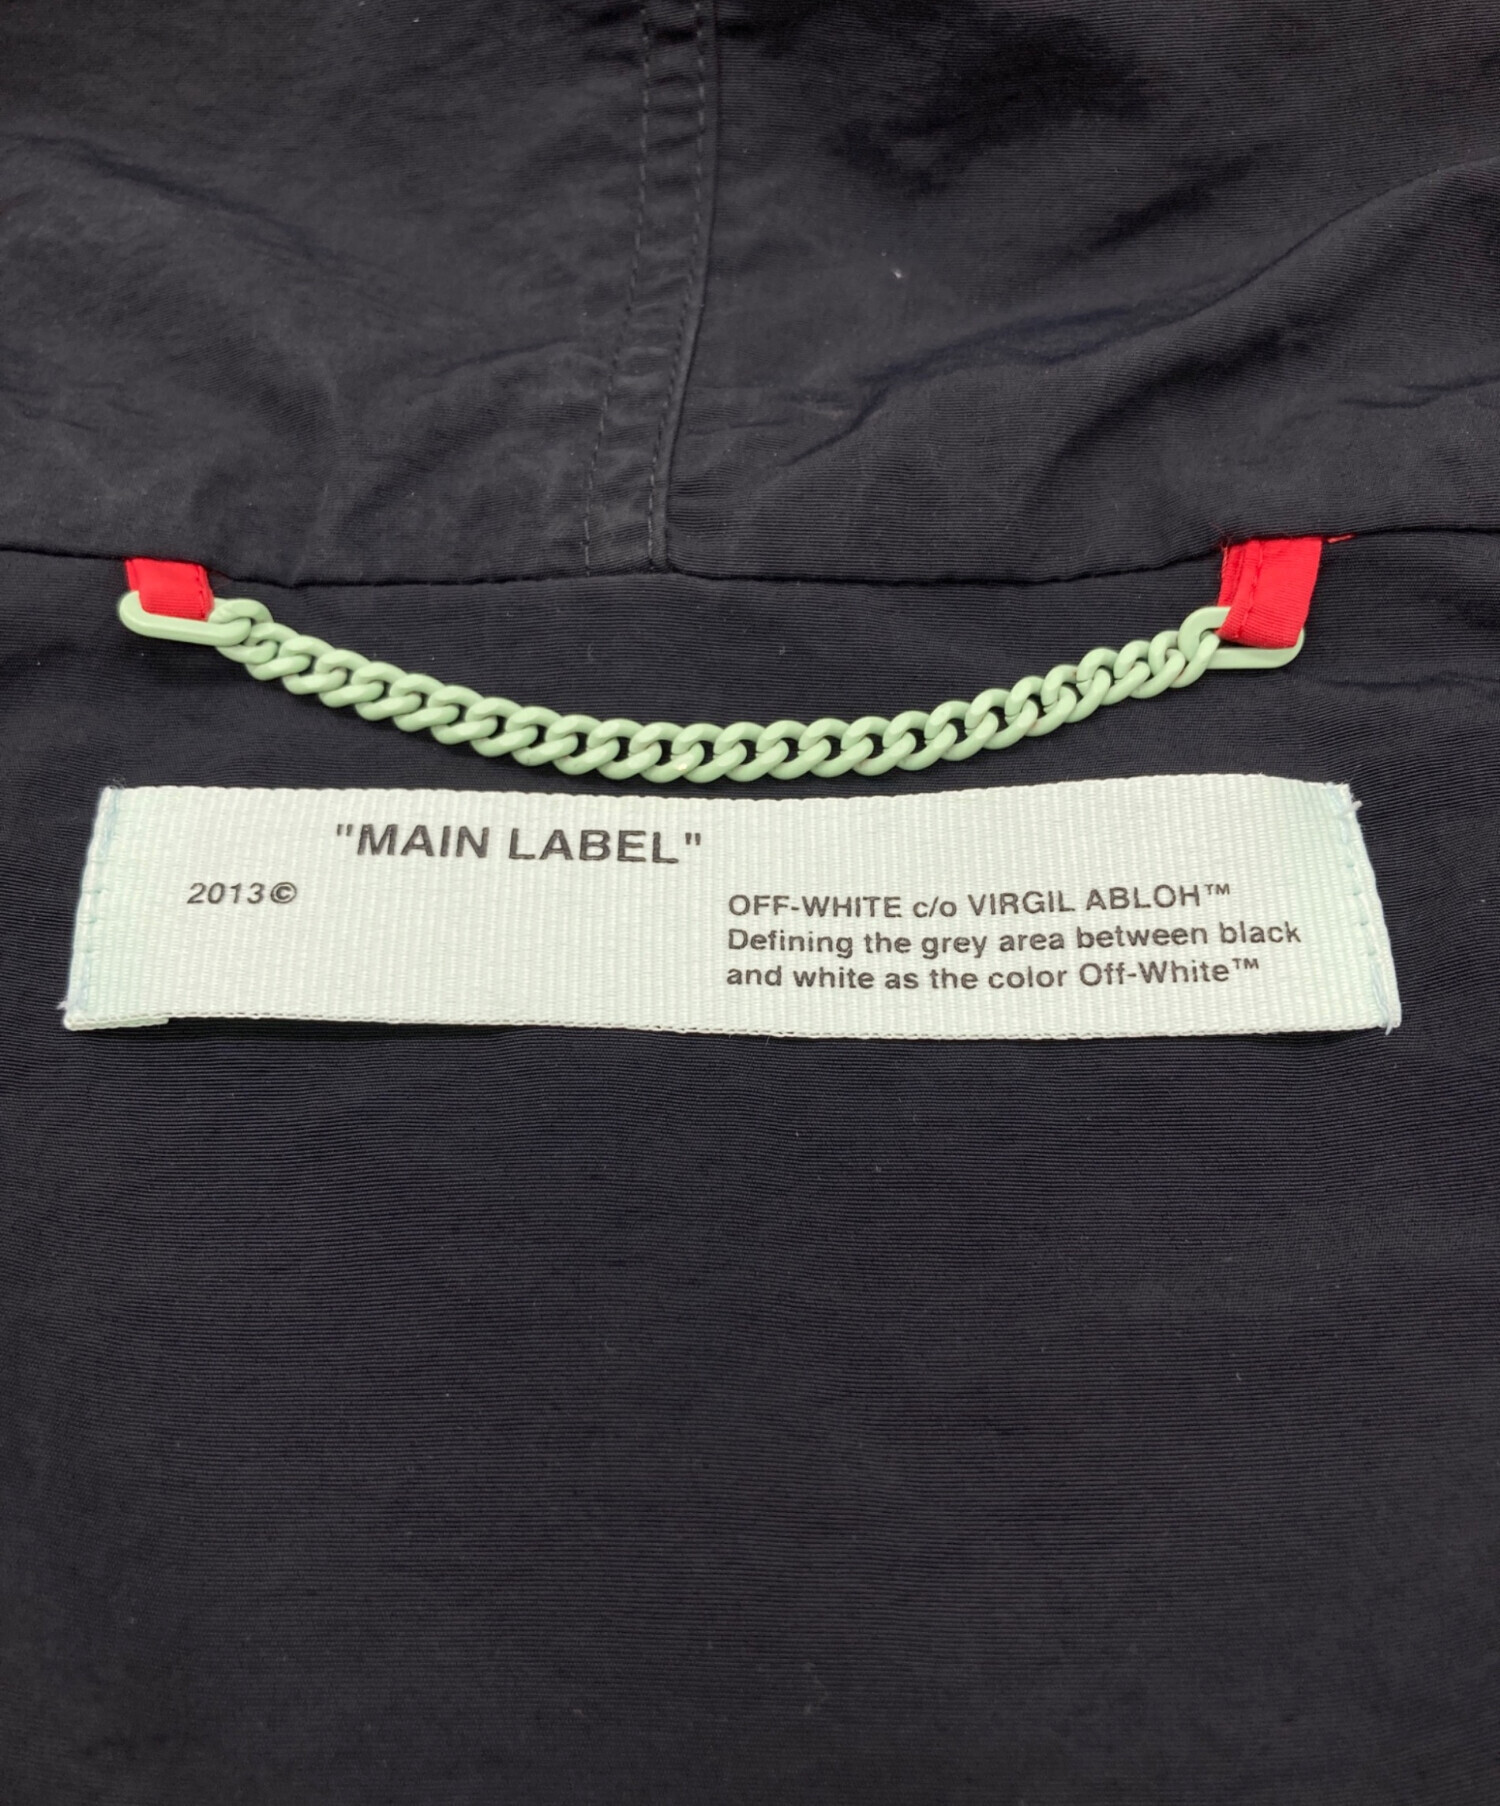 "MAIN LABEL"
2013©
OFF-WHITE c/o VIRGIL ABLOH™
Defining the grey area between black
and white as the color Off-White™